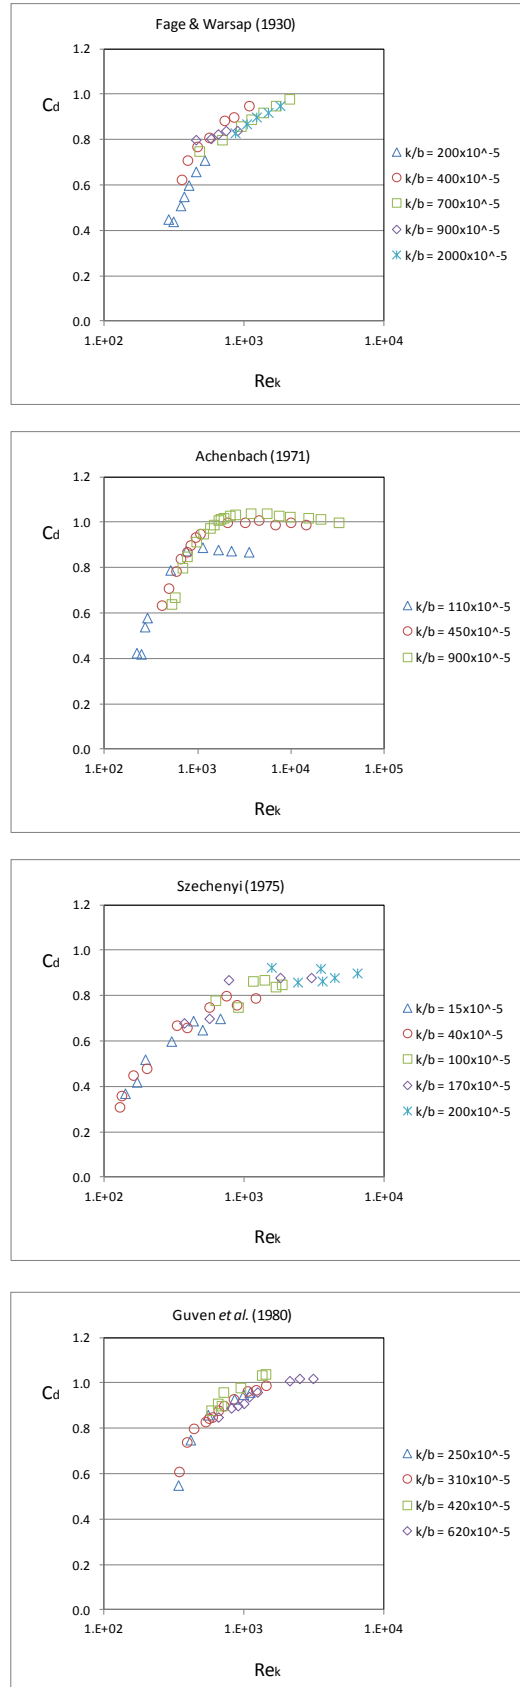 Fage & Warsap (1930)
1.2
1.0
0.8
0.6
0.4
0.2
0.0
Cd
1.E+02 1.E+03 1.E+04
Rek
k/b = 200x10^-5
k/b = 400x10^-5
k/b = 700x10^-5
k/b = 900x10^-5
k/b = 2000x10^-5
Achenbach (1971)
1.2
1.0
0.8
0.6
0.4
0.2
0.0
Cd
1.E+02 1.E+03 1.E+04 1.E+05
Rek
k/b = 110x10^-5
k/b = 450x10^-5
k/b = 900x10^-5
Szechenyi (1975)
1.2
1.0
0.8
0.6
0.4
0.2
0.0
Cd
1.E+02 1.E+03 1.E+04
Rek
k/b = 15x10^-5
k/b = 40x10^-5
k/b = 100x10^-5
k/b = 170x10^-5
k/b = 200x10^-5
Guven et al. (1980)
1.2
1.0
0.8
0.6
0.4
0.2
0.0
Cd
1.E+02 1.E+03 1.E+04
Rek
k/b = 250x10^-5
k/b = 310x10^-5
k/b = 420x10^-5
k/b = 620x10^-5